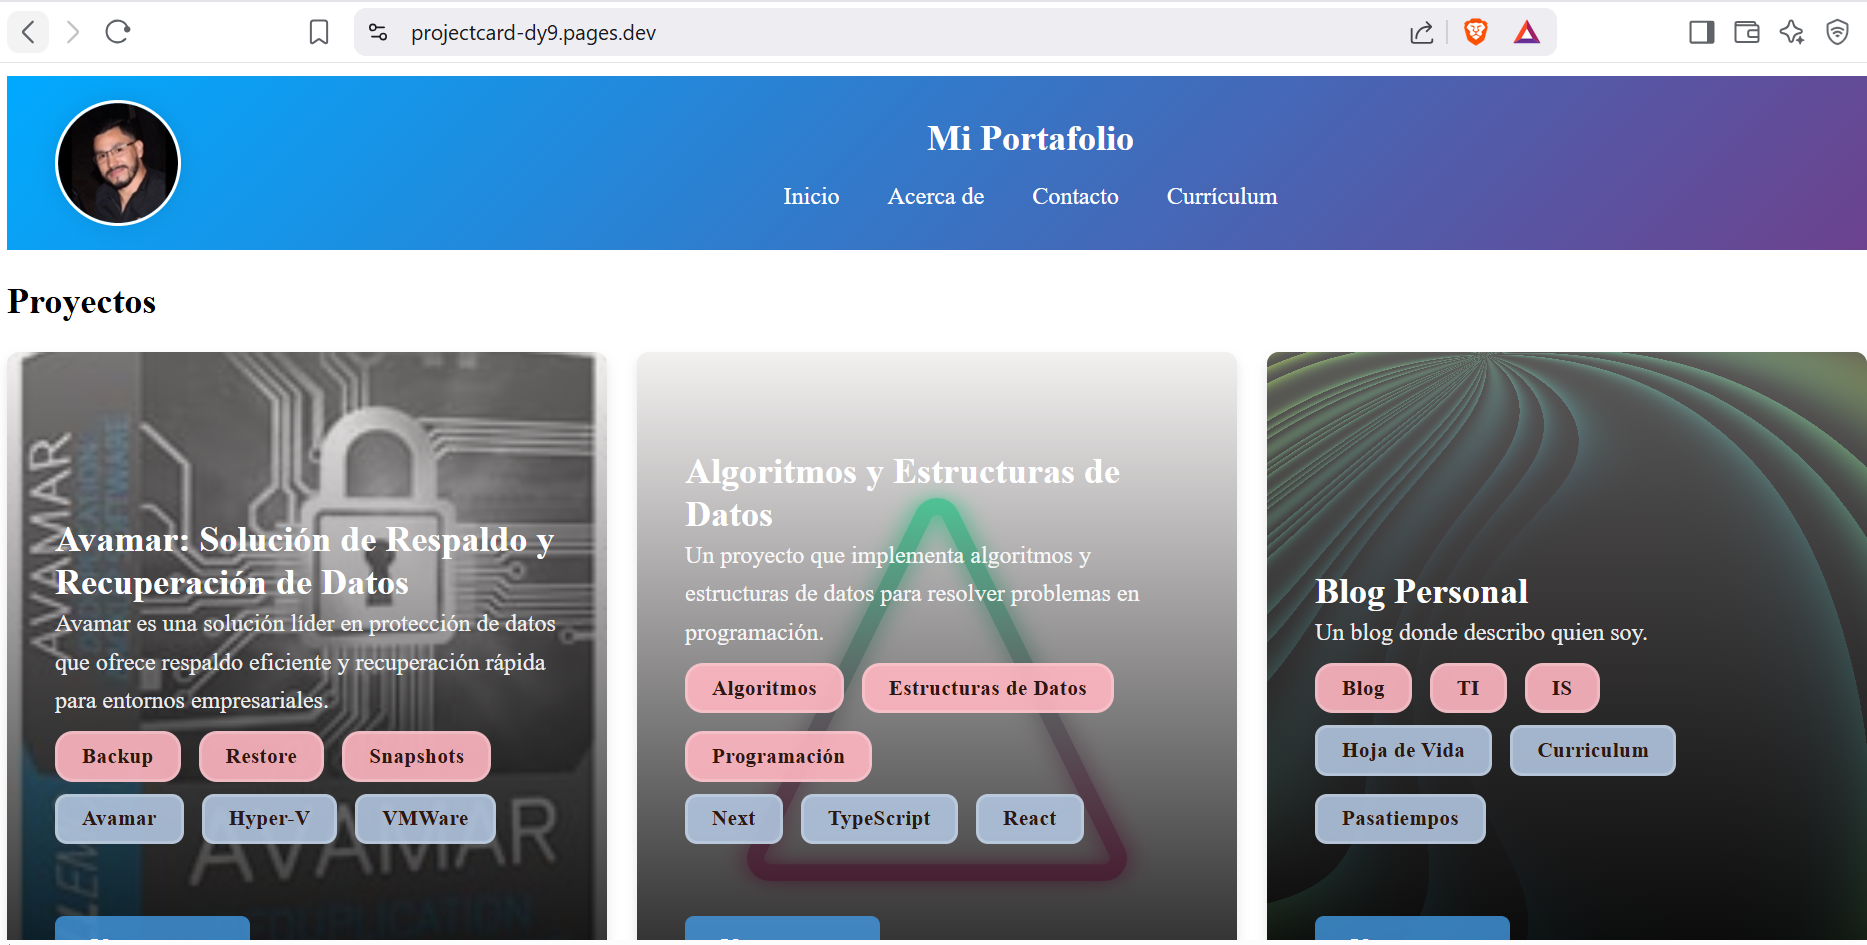 projectcard-dy9.pages.dev
Mi Portafolio
Inicio Acerca de Contacto Currículum
Proyectos
AVAMAR
Avamar: Solución de Respaldo y
Recuperación de Datos
Avamar es una solución líder en protección de datos
que ofrece respaldo eficiente y recuperación rápida
para entornos empresariales.
Backup Restore Snapshots
Avamar Hyper-V VMWare
AVAMAR
Algoritmos y Estructuras de
Datos
Un proyecto que implementa algoritmos y
estructuras de datos para resolver problemas en
programación.
Algoritmos Estructuras de Datos
Programación
Next TypeScript React
Blog Personal
Un blog donde describo quien soy.
Blog TI IS
Hoja de Vida Curriculum
Pasatiempos